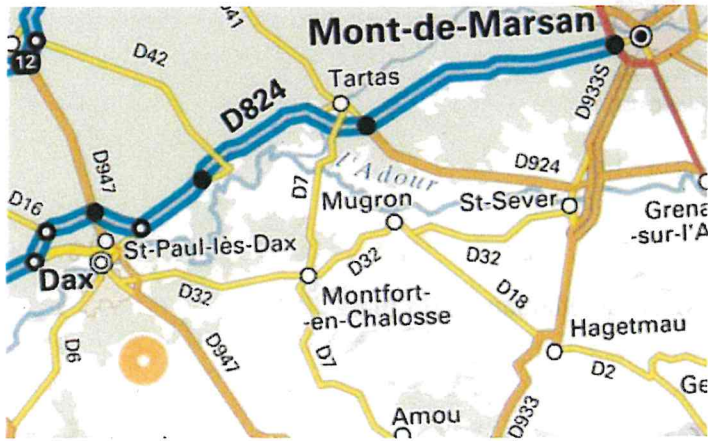 D41
Mont-de-Marsan
12
D42
Tartas
D933S
D824
D947
D7
l'Adour
D924
D16
Mugron
St-Sever
Grena
-sur-l'A
St-Paul-lès-Dax
Dax
D32
D32
D32
Montfort-
-en-Chalosse
D18
Hagetmau
D6
D947
D7
D2
Ge
D933
Amou